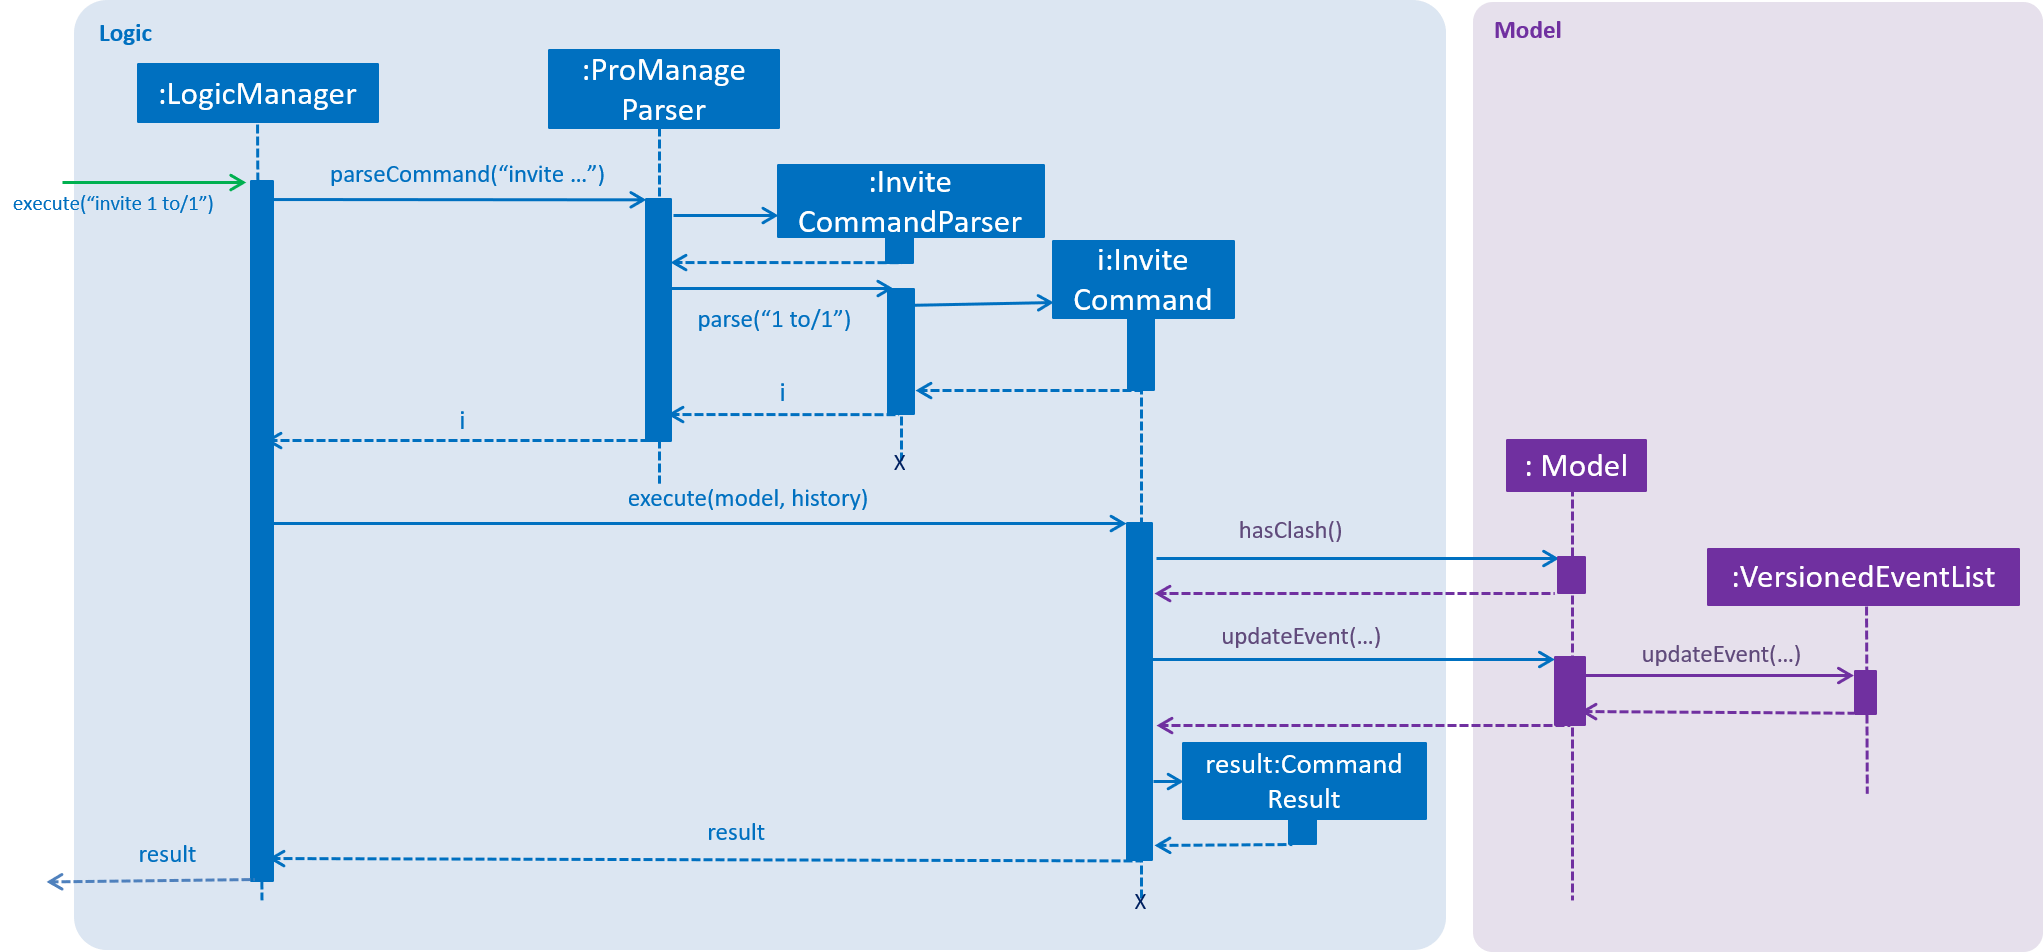 Logic
Model
:LogicManager
:ProManage
Parser
parseCommand(“invite …”)
:Invite
CommandParser
execute(“invite 1 to/1”)
i:Invite
Command
parse(“1 to/1”)
i
i
X
: Model
execute(model, history)
hasClash()
:VersionedEventList
updateEvent(…)
updateEvent(…)
result:Command
Result
result
result
X